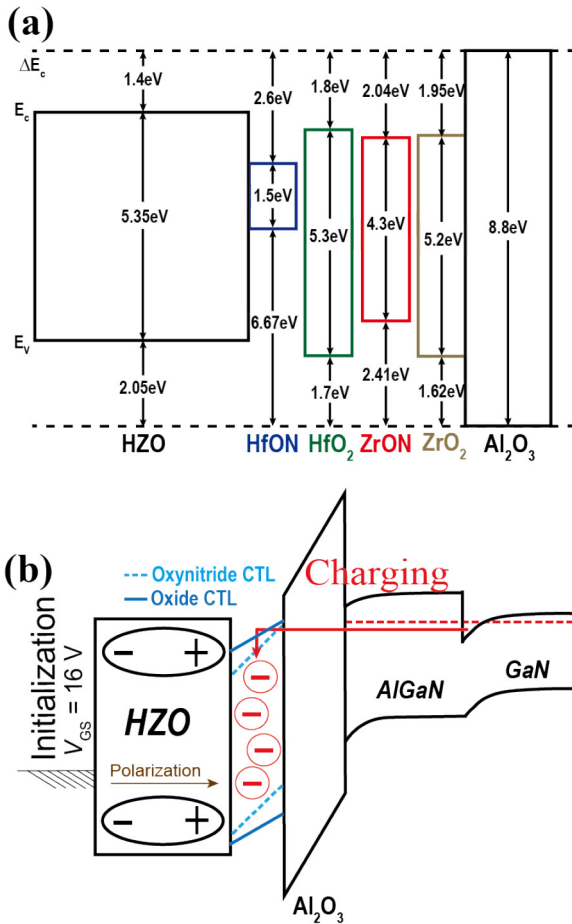 (a)
ΔEc
1.4eV
2.6eV
1.8eV
2.04eV
1.95eV
Ec
1.5eV
5.35eV
5.3eV
4.3eV
5.2eV
8.8eV
6.67eV
EV
2.05eV
1.7eV
2.41eV
1.62eV
HZO
HfON
HfO2
ZrON
ZrO2
Al2O3
(b)
Oxynitride CTL
Oxide CTL
Charging
Initialization
VGS = 16 V
- +
HZO
AlGaN
GaN
Polarization
−
−
−
−
- +
Al2O3